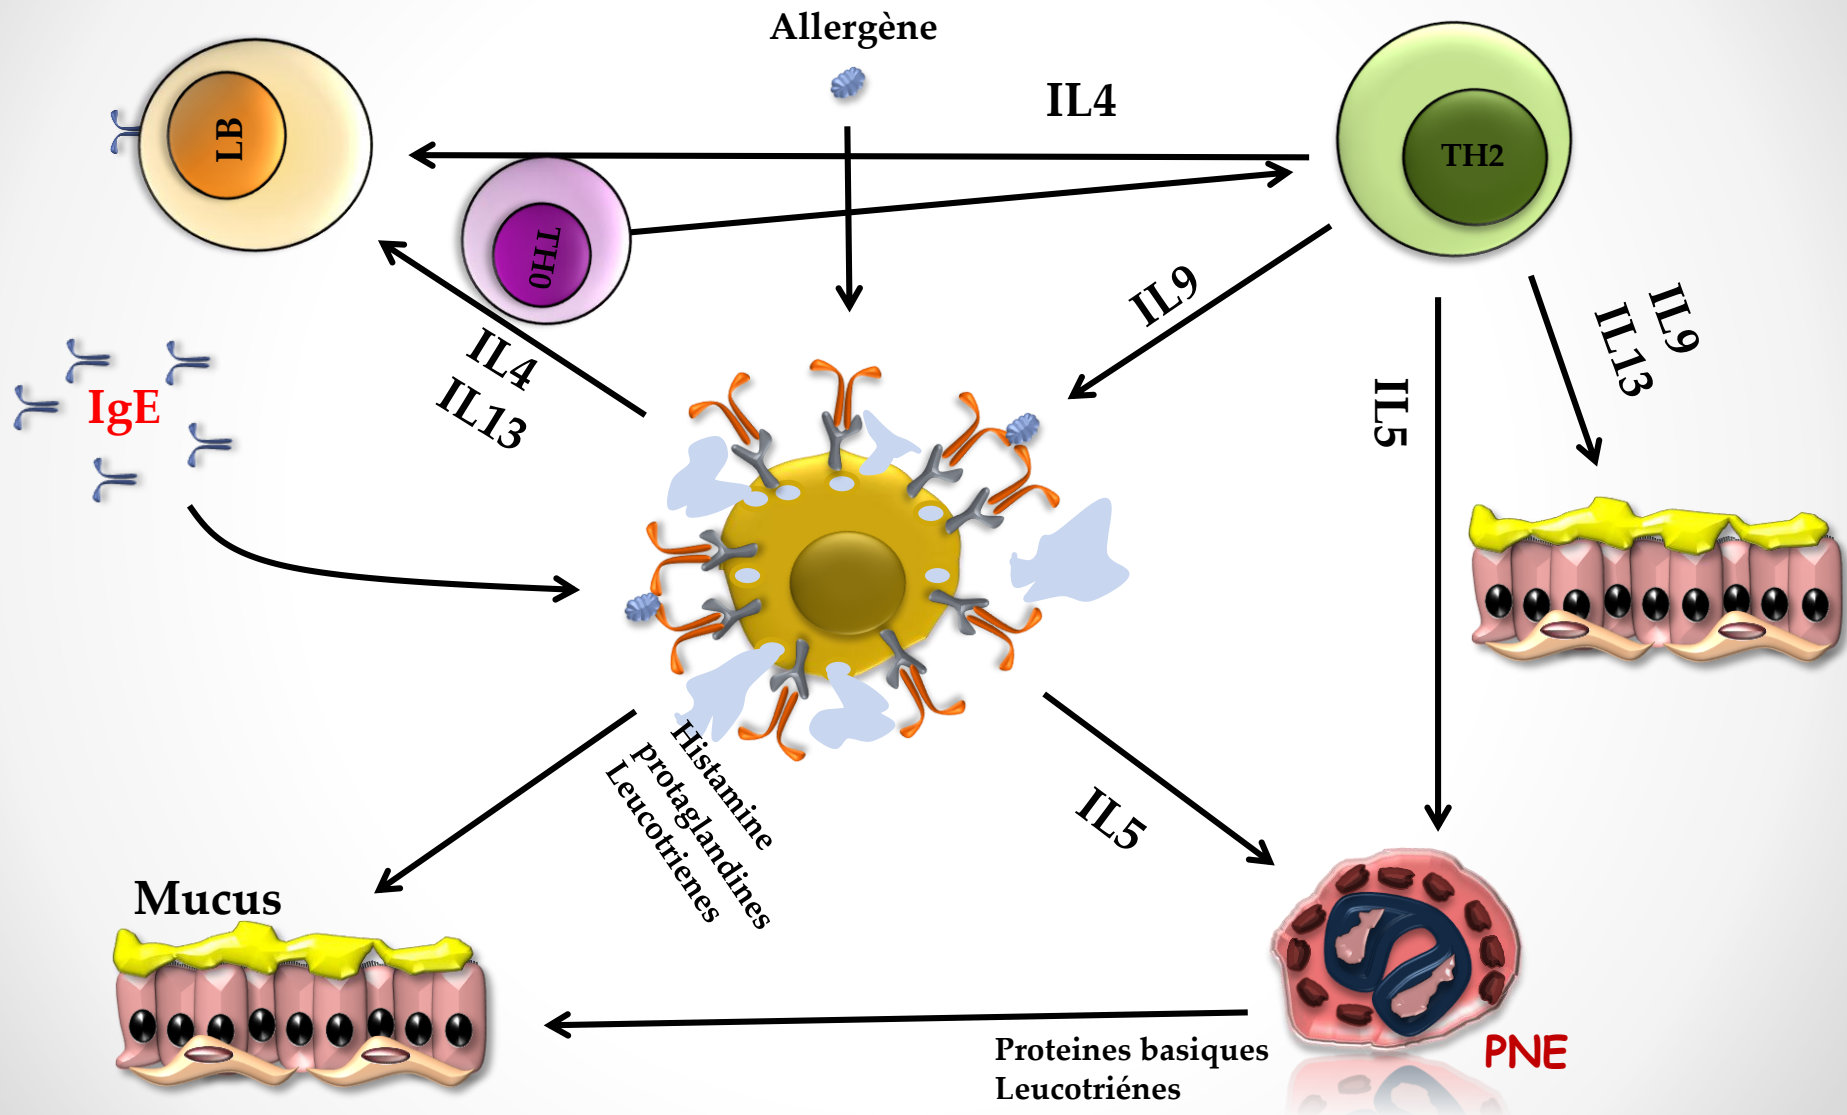 Allergène
IL4
LB
TH2
TH0
IL9
IL4
IL13
IL9
IL13
IgE
IL5
Histamine
protaglandines
Leucotrienes
IL5
Mucus
PNE
Proteines basiques
Leucotriénes